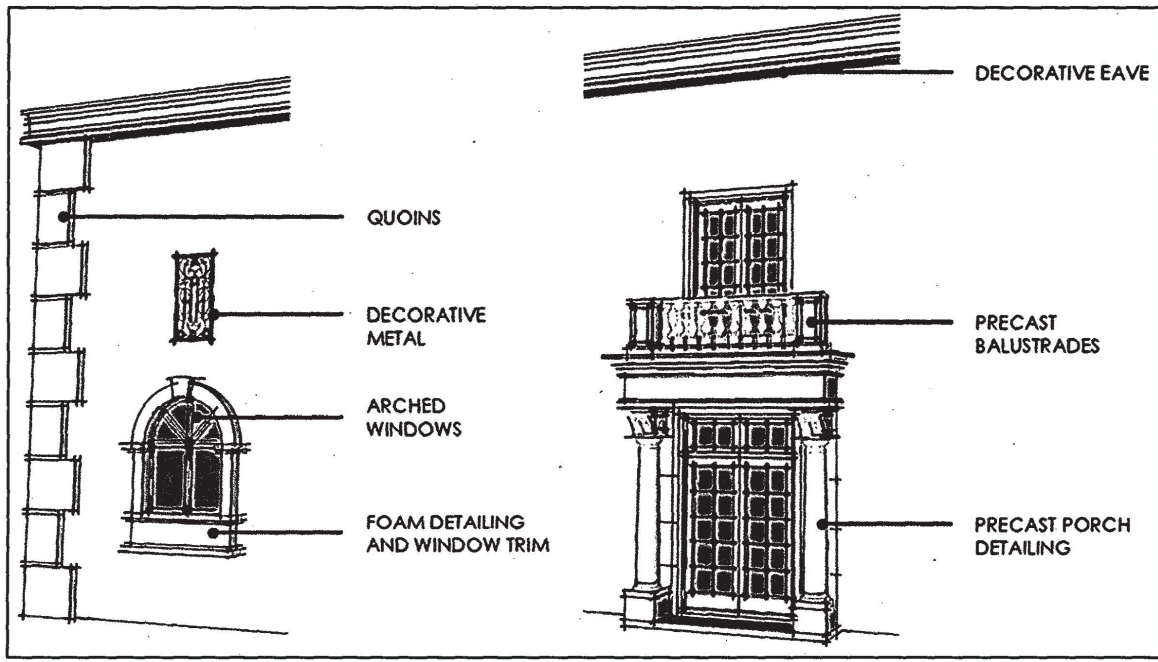 QUOINS
DECORATIVE
METAL
ARCHED
WINDOWS
FOAM DETAILING
AND WINDOW TRIM
DECORATIVE EAVE
PRECAST
BALUSTRADES
PRECAST PORCH
DETAILING